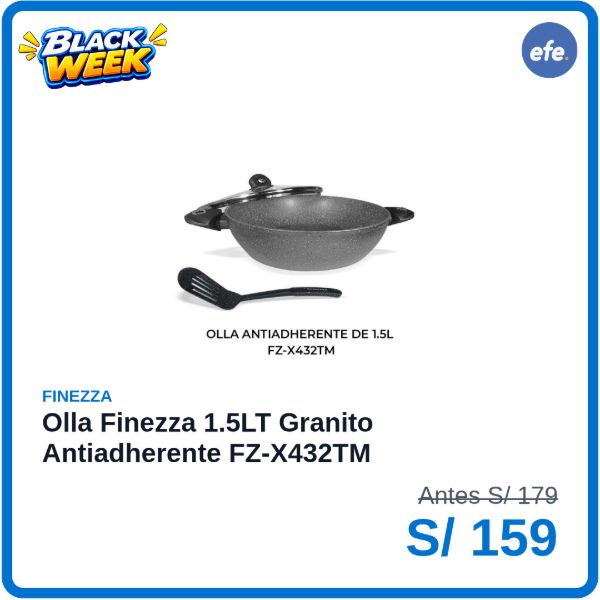 BLACK
WEEK
efe.
OLLA ANTIADHERENTE DE 1.5L
FZ-X432TM
FINEZZA
Olla Finezza 1.5LT Granito
Antiadherente FZ-X432TM
Antes S/ 179
S/ 159